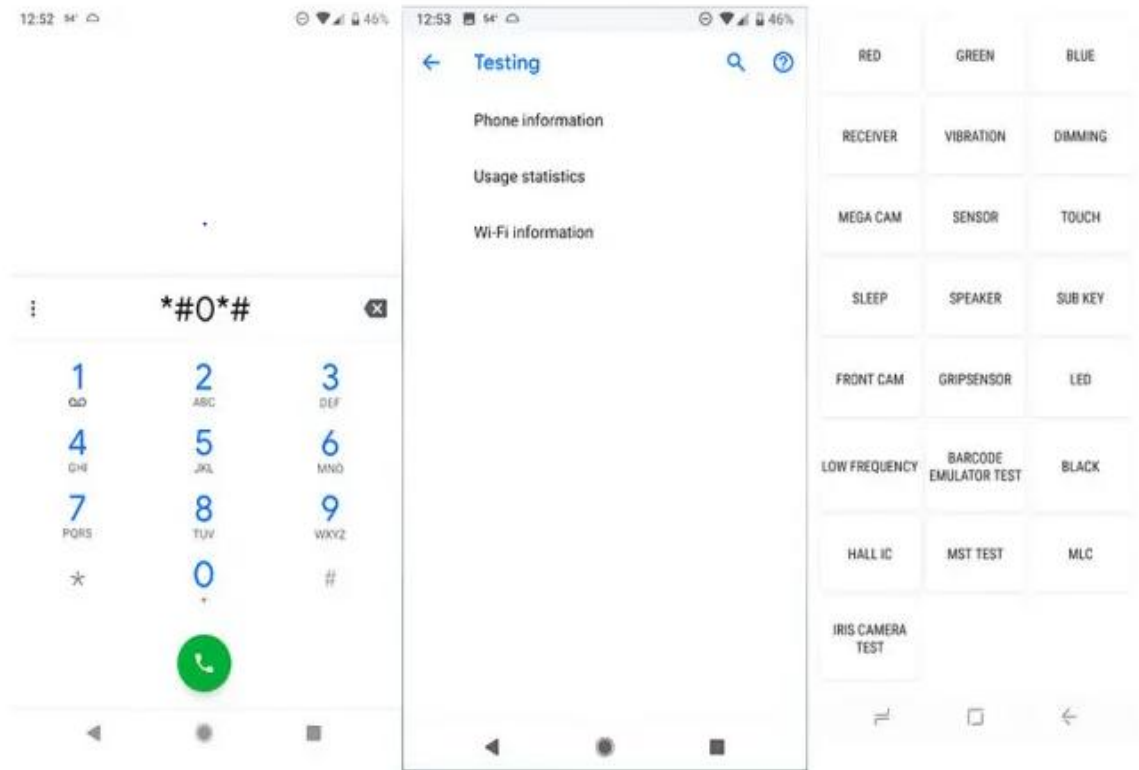 12:52 54° 46%
*#0*#
1 2 3
ABC DEF
4 5 6
GHI JKL MNO
7 8 9
PQRS TUV WXYZ
* 0 #
+
12:53 54° 46%
Testing
Phone information
Usage statistics
Wi-Fi information
RED GREEN BLUE
RECEIVER VIBRATION DIMMING
MEGA CAM SENSOR TOUCH
SLEEP SPEAKER SUB KEY
FRONT CAM GRIPSENSOR LED
LOW FREQUENCY BARCODE EMULATOR TEST BLACK
HALL IC MST TEST MLC
IRIS CAMERA
TEST